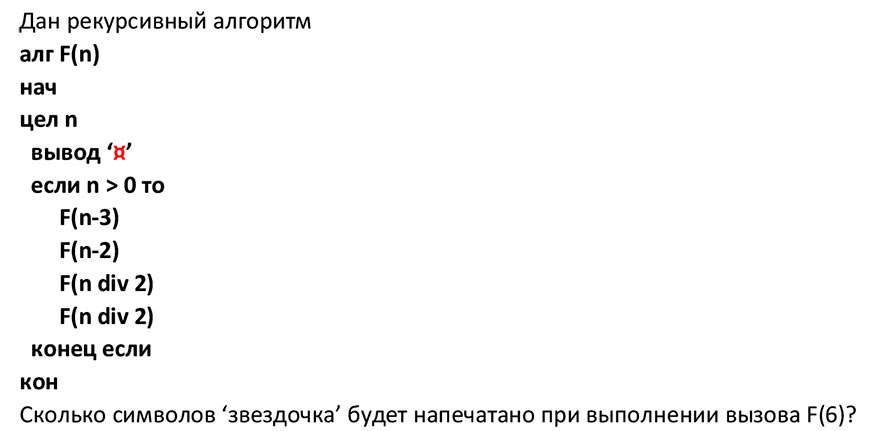 Дан рекурсивный алгоритм
алг F(n)
нач
цел n
вывод ‘¤’
если n > 0 то
F(n-3)
F(n-2)
F(n div 2)
F(n div 2)
конец если
кон
Сколько символов ‘звездочка’ будет напечатано при выполнении вызова F(6)?